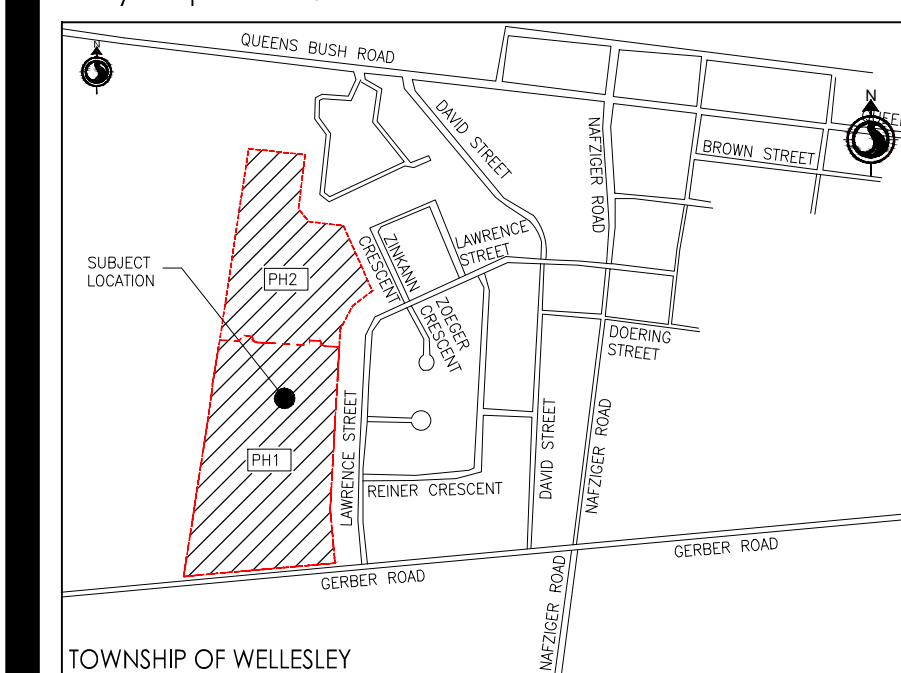 N
QUEENS BUSH ROAD
DAVID STREET
NAFZIGER ROAD
N
BROWN STREET
SUBJECT
LOCATION
PH2
ZINKANN
CRESCENT
LAWRENCE
STREET
ZOEGER
CRESCENT
DOERING
STREET
PH1
LAWRENCE STREET
REINER CRESCENT
DAVID STREET
NAFZIGER ROAD
GERBER ROAD
GERBER ROAD
NAFZIGER ROAD
TOWNSHIP OF WELLESLEY